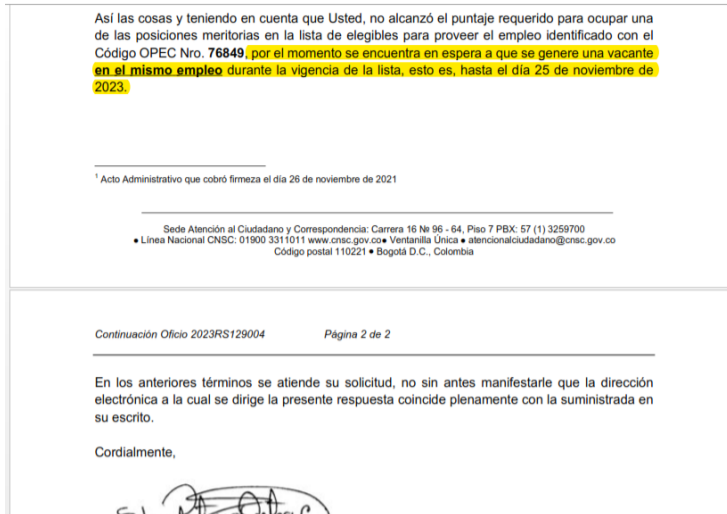 Así las cosas y teniendo en cuenta que Usted, no alcanzó el puntaje requerido para ocupar una
de las posiciones meritorias en la lista de elegibles para proveer el empleo identificado con el
Código OPEC Nro. 76849, por el momento se encuentra en espera a que se genere una vacante
en el mismo empleo durante la vigencia de la lista, esto es, hasta el día 25 de noviembre de
2023.
1 Acto Administrativo que cobró firmeza el día 26 de noviembre de 2021
Sede Atención al Ciudadano y Correspondencia: Carrera 16 № 96 - 64, Piso 7 PBX: 57 (1) 3259700
● Línea Nacional CNSC: 01900 3311011 www.cnsc.gov.co● Ventanilla Única ● atencionalciudadano@cnsc.gov.co
Código postal 110221 ● Bogotá D.C., Colombia
Continuación Oficio 2023RS129004 Página 2 de 2
En los anteriores términos se atiende su solicitud, no sin antes manifestarle que la dirección
electrónica a la cual se dirige la presente respuesta coincide plenamente con la suministrada en
su escrito.
Cordialmente,